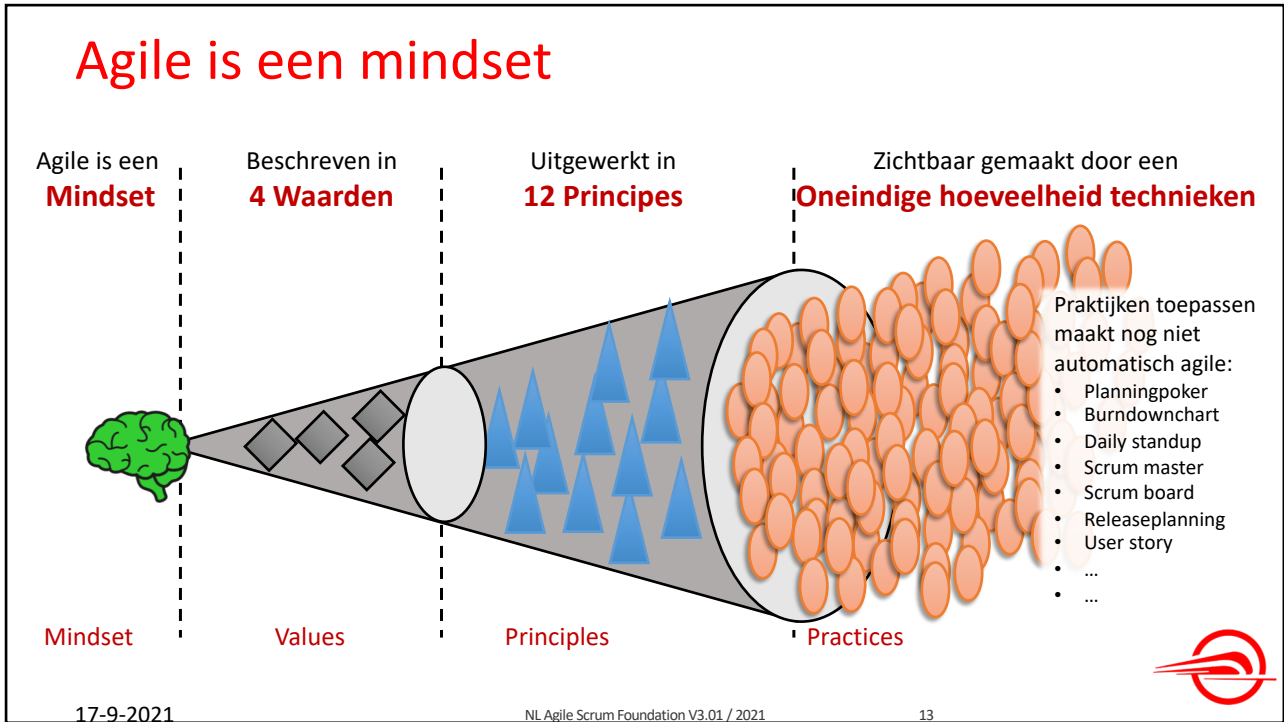 Agile is een mindset
Agile is een
Mindset
Beschreven in
4 Waarden
Uitgewerkt in
12 Principes
Zichtbaar gemaakt door een
Oneindige hoeveelheid technieken
Praktijken toepassen
maakt nog niet
automatisch agile:
• Planningpoker
• Burndownchart
• Daily standup
• Scrum master
• Scrum board
• Releaseplanning
• User story
• ...
• ...
Mindset
Values
Principles
Practices
17-9-2021
NL Agile Scrum Foundation V3.01 / 2021
13